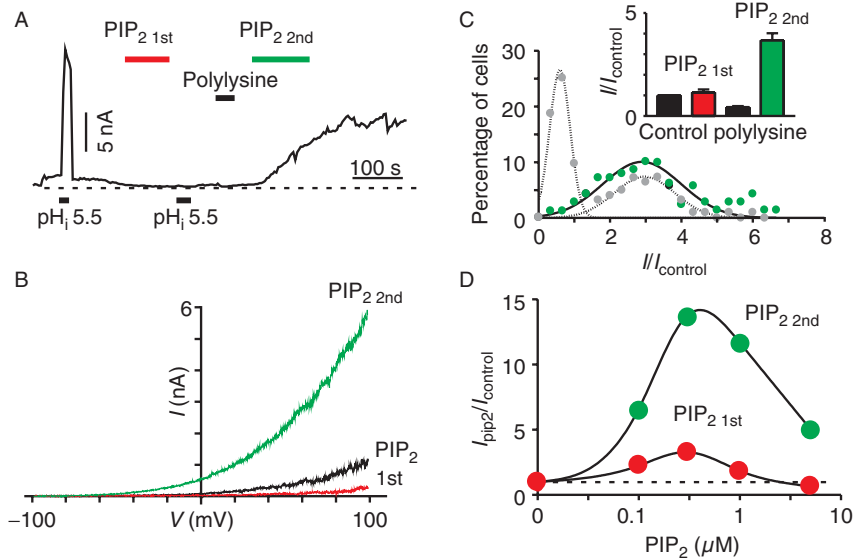 A
PIP₂ 1st
PIP₂ 2nd
Polylysine
5 nA
100 s
pHᵢ 5.5
pHᵢ 5.5
B
PIP₂ 2nd
6
I (nA)
PIP₂
1st
−100
V (mV)
100
C
Percentage of cells
30
20
10
0
0
2
4
6
8
I/Icontrol
I/Icontrol
5
0
PIP₂ 1st
PIP₂ 2nd
Control polylysine
D
Ipip2/Icontrol
15
10
5
0
PIP₂ 2nd
PIP₂ 1st
0
0.1
1
10
PIP₂ (µM)